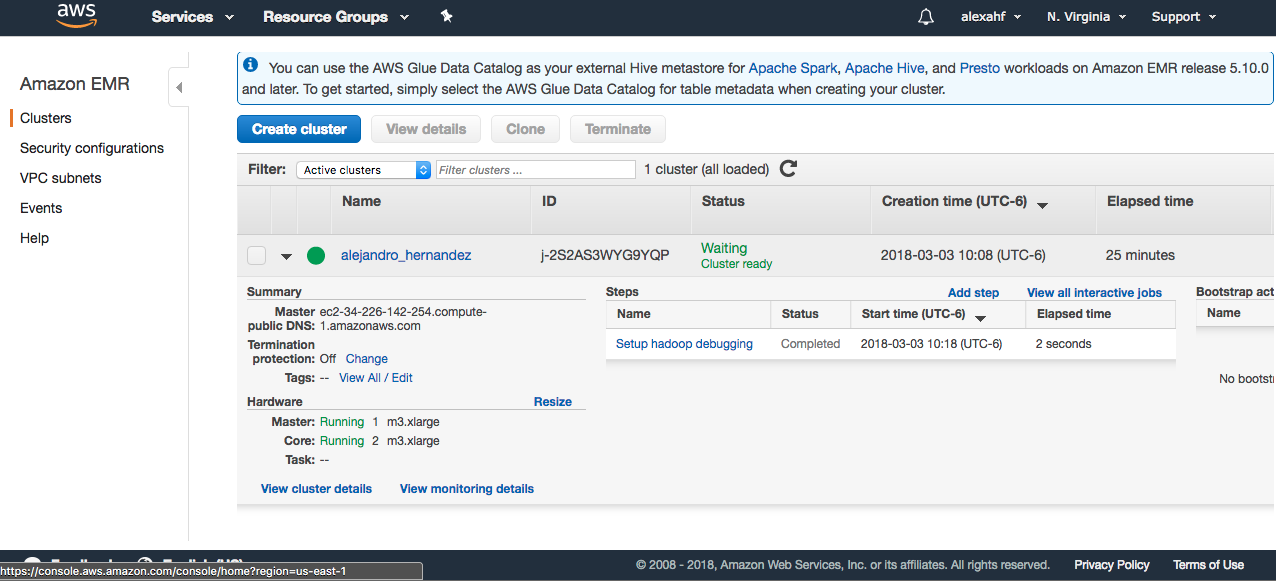 aws Services Resource Groups alexahf N. Virginia Support
Amazon EMR
Clusters
Security configurations
VPC subnets
Events
Help
You can use the AWS Glue Data Catalog as your external Hive metastore for Apache Spark, Apache Hive, and Presto workloads on Amazon EMR release 5.10.0
and later. To get started, simply select the AWS Glue Data Catalog for table metadata when creating your cluster.
Create cluster View details Clone Terminate
Filter: Active clusters Filter clusters ... 1 cluster (all loaded)
Name ID Status Creation time (UTC-6) Elapsed time
alejandro_hernandez j-2S2AS3WYG9YQP Waiting 2018-03-03 10:08 (UTC-6) 25 minutes
Cluster ready
Summary
Master ec2-34-226-142-254.compute-
public DNS: 1.amazonaws.com
Termination
protection: Off Change
Tags: -- View All / Edit
Hardware Resize
Master: Running 1 m3.xlarge
Core: Running 2 m3.xlarge
Task: --
View cluster details View monitoring details
Steps Add step View all interactive jobs
Name Status Start time (UTC-6) Elapsed time
Setup hadoop debugging Completed 2018-03-03 10:18 (UTC-6) 2 seconds
Bootstrap act
Name
No bootst
https://console.aws.amazon.com/console/home?region=us-east-1
© 2008 - 2018, Amazon Web Services, Inc. or its affiliates. All rights reserved. Privacy Policy Terms of Use